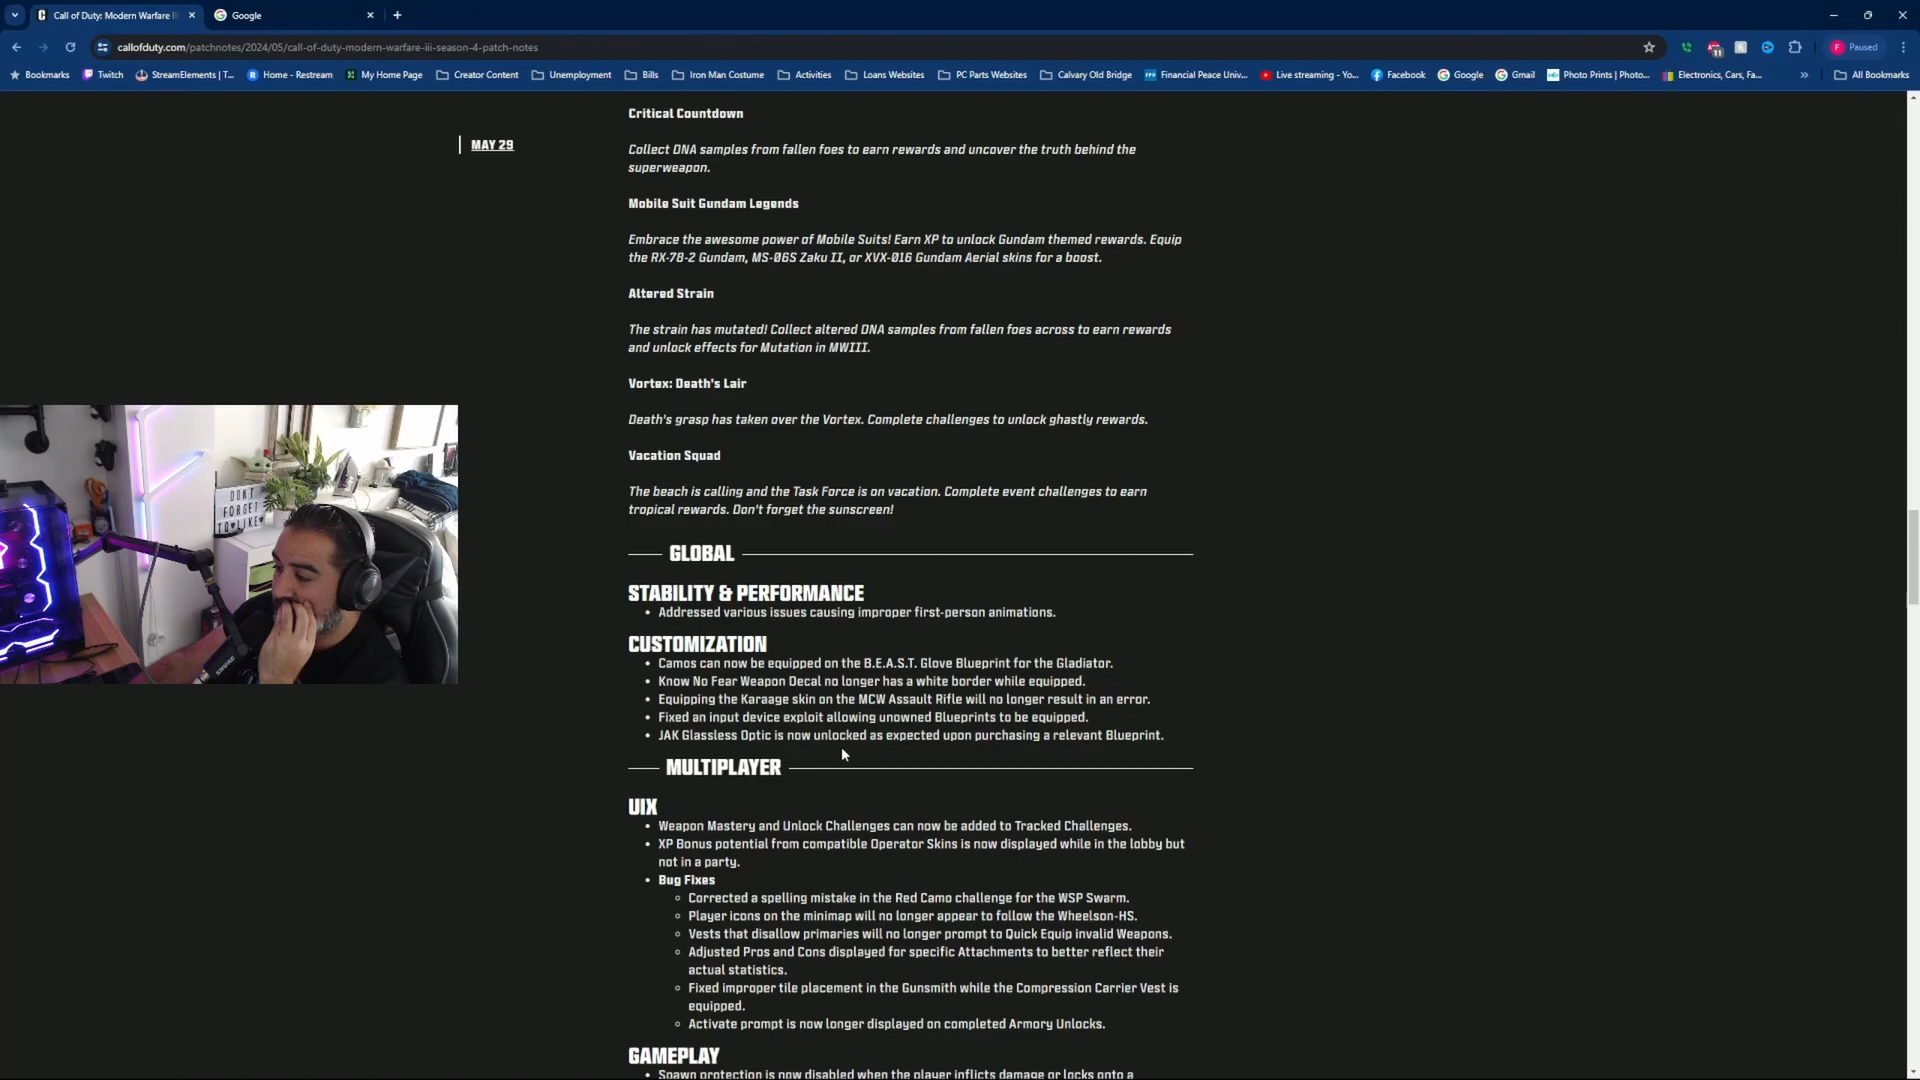 Call of Duty: Modern Warfare II
Google
callofduty.com/patchnotes/2024/05/call-of-duty-modern-warfare-iii-season-4-patch-notes
Paused
Bookmarks
Twitch
StreamElements | T...
Home - Restream
My Home Page
Creator Content
Unemployment
Bills
Iron Man Costume
Activities
Loans Websites
PC Parts Websites
Calvary Old Bridge
Financial Peace Univ...
Live streaming - Yo...
Facebook
Google
Gmail
Photo Prints | Photo...
Electronics, Cars, Fa...
All Bookmarks
Critical Countdown
MAY 29
Collect DNA samples from fallen foes to earn rewards and uncover the truth behind the
superweapon.
Mobile Suit Gundam Legends
Embrace the awesome power of Mobile Suits! Earn XP to unlock Gundam themed rewards. Equip
the RX-78-2 Gundam, MS-06S Zaku II, or XVX-016 Gundam Aerial skins for a boost.
Altered Strain
The strain has mutated! Collect altered DNA samples from fallen foes across to earn rewards
and unlock effects for Mutation in MWIII.
Vortex: Death's Lair
Death's grasp has taken over the Vortex. Complete challenges to unlock ghastly rewards.
Vacation Squad
The beach is calling and the Task Force is on vacation. Complete event challenges to earn
tropical rewards. Don't forget the sunscreen!
DON'T
FORGET
TO LIKE
GLOBAL
STABILITY & PERFORMANCE
• Addressed various issues causing improper first-person animations.
CUSTOMIZATION
• Camos can now be equipped on the B.E.A.S.T. Glove Blueprint for the Gladiator.
• Know No Fear Weapon Decal no longer has a white border while equipped.
• Equipping the Karaage skin on the MCW Assault Rifle will no longer result in an error.
• Fixed an input device exploit allowing unowned Blueprints to be equipped.
• JAK Glassless Optic is now unlocked as expected upon purchasing a relevant Blueprint.
MULTIPLAYER
UIX
• Weapon Mastery and Unlock Challenges can now be added to Tracked Challenges.
• XP Bonus potential from compatible Operator Skins is now displayed while in the lobby but
not in a party.
• Bug Fixes
◦ Corrected a spelling mistake in the Red Camo challenge for the WSP Swarm.
◦ Player icons on the minimap will no longer appear to follow the Wheelson-HS.
◦ Vests that disallow primaries will no longer prompt to Quick Equip invalid Weapons.
◦ Adjusted Pros and Cons displayed for specific Attachments to better reflect their
actual statistics.
◦ Fixed improper tile placement in the Gunsmith while the Compression Carrier Vest is
equipped.
◦ Activate prompt is now longer displayed on completed Armory Unlocks.
GAMEPLAY
• Spawn protection is now disabled when the player inflicts damage or locks onto a